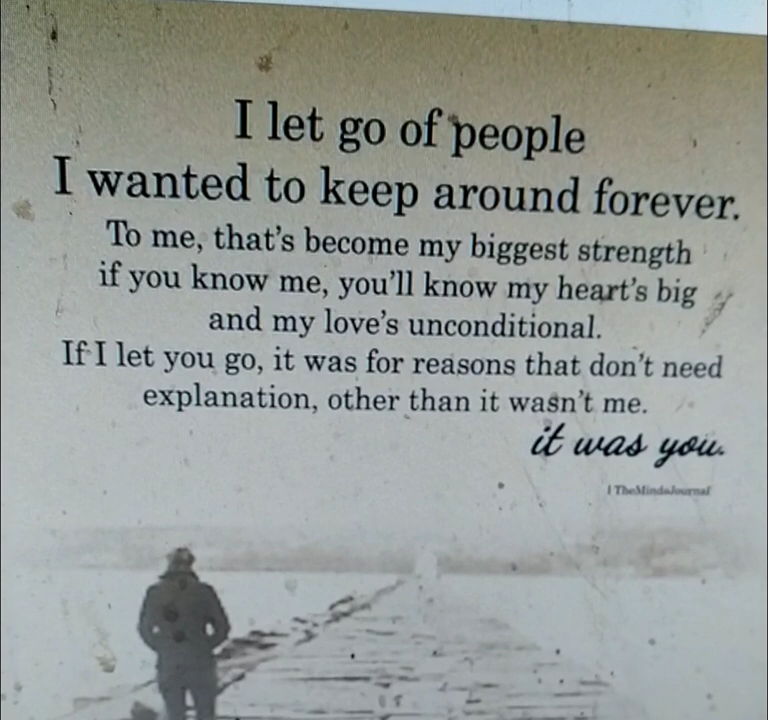 I let go of people
I wanted to keep around forever.
To me, that's become my biggest strength
if you know me, you'll know my heart's big
and my love's unconditional.
If I let you go, it was for reasons that don't need
explanation, other than it wasn't me.
it was you.
| TheMindsJournal